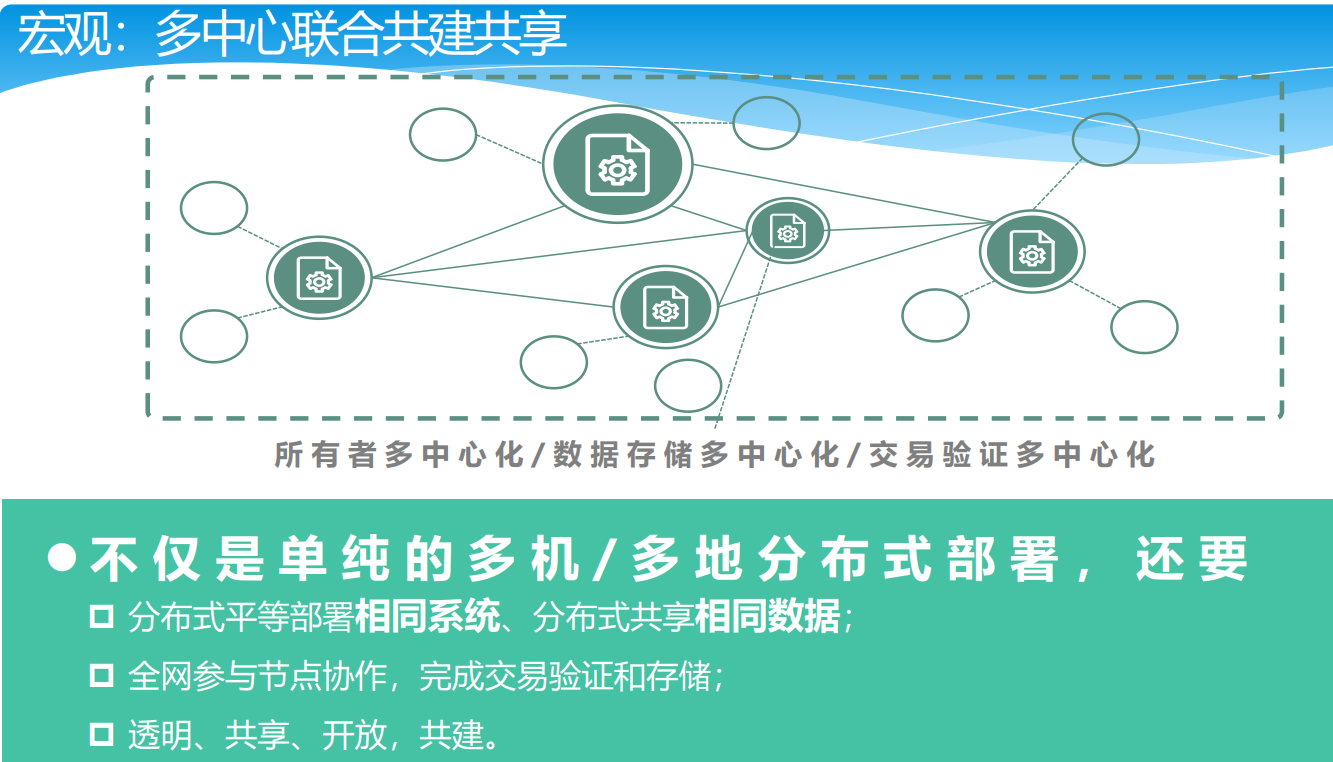 宏观：多中心联合共建共享
所有者多中心化/数据存储多中心化/交易验证多中心化
不仅是单纯的多机/多地分布式部署，还要
分布式平等部署相同系统、分布式共享相同数据；
全网参与节点协作，完成交易验证和存储；
透明、共享、开放，共建。